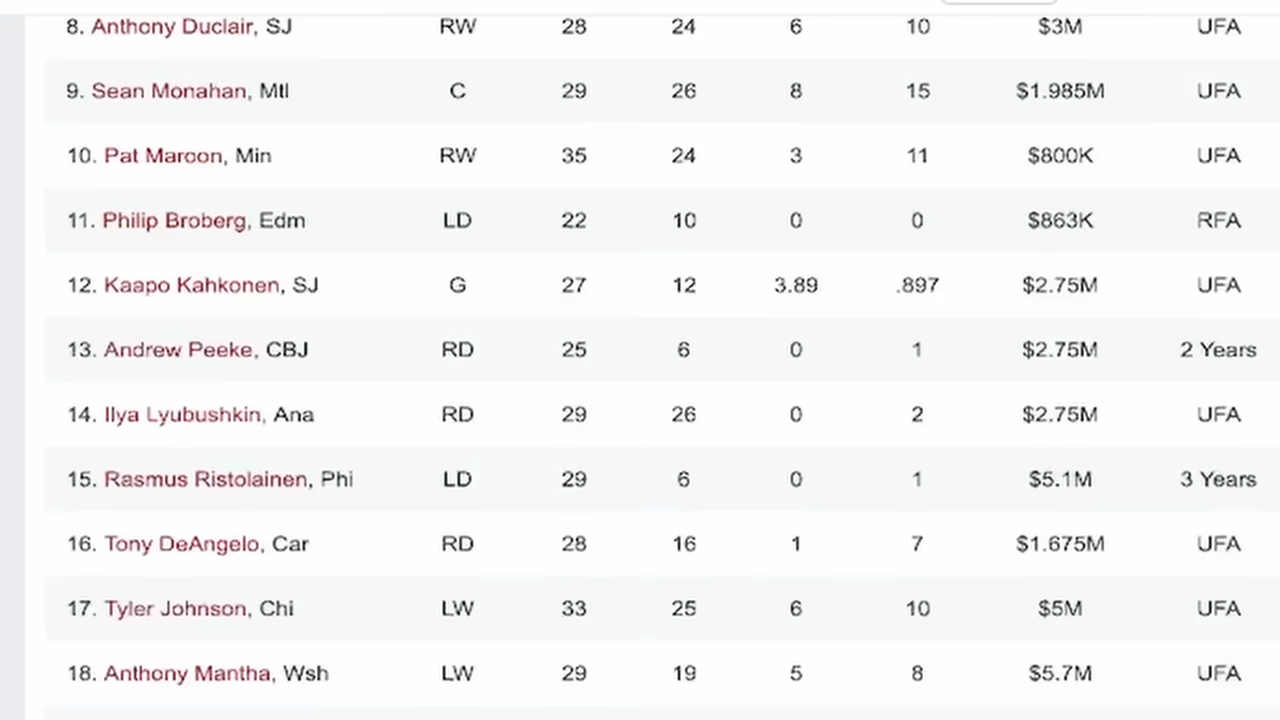 8. Anthony Duclair, SJ RW 28 24 6 10 $3M UFA
9. Sean Monahan, Mtl C 29 26 8 15 $1.985M UFA
10. Pat Maroon, Min RW 35 24 3 11 $800K UFA
11. Philip Broberg, Edm LD 22 10 0 0 $863K RFA
12. Kaapo Kahkonen, SJ G 27 12 3.89 .897 $2.75M UFA
13. Andrew Peeke, CBJ RD 25 6 0 1 $2.75M 2 Years
14. Ilya Lyubushkin, Ana RD 29 26 0 2 $2.75M UFA
15. Rasmus Ristolainen, Phi LD 29 6 0 1 $5.1M 3 Years
16. Tony DeAngelo, Car RD 28 16 1 7 $1.675M UFA
17. Tyler Johnson, Chi LW 33 25 6 10 $5M UFA
18. Anthony Mantha, Wsh LW 29 19 5 8 $5.7M UFA